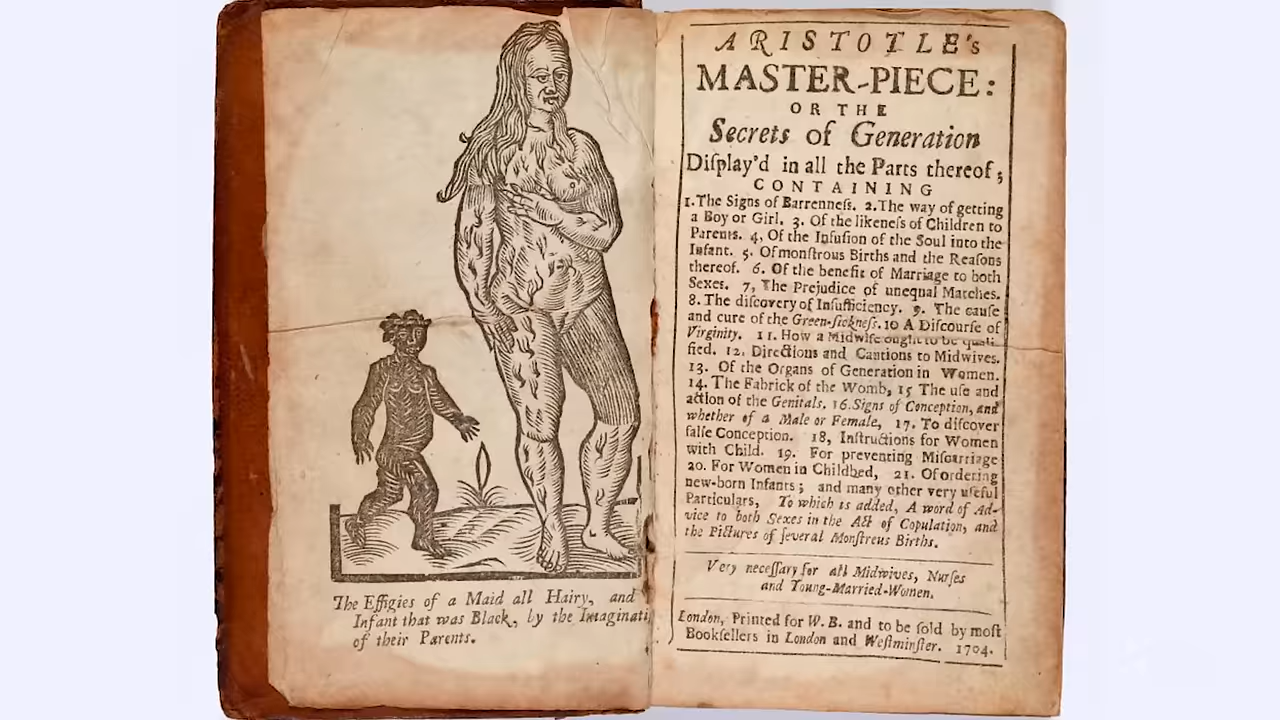 The Effigies of a Maid all Hairy, and
Infant that was Black, by the Imaginati
of their Parents.
ARISTOTLE's
MASTER-PIECE:
OR THE
Secrets of Generation
Diſplay'd in all the Parts thereof;
CONTAINING
1.The Signs of Barrenneſs. 2.The way of getting
a Boy or Girl. 3. Of the likeneſs of Children to
Parents. 4, Of the Infuſion of the Soul into the
Infant. 5. Of monſtrous Births and the Reaſons
thereof. 6. Of the benefit of Marriage to both
Sexes. 7, The Prejudice of unequal Matches.
8. The diſcovery of Inſufficiency. 9. The cauſe
and cure of the Green-ſickneſs. 10 A Diſcourſe of
Virginity. 11. How a Midwife ought to be quali
fied. 12. Directions and Cautions to Midwives.
13. Of the Organs of Generation in Women.
14. The Fabrick of the Womb, 15 The uſe and
action of the Genitals. 16. Signs of Conception, and
whether of a Male or Female, 17. To diſcover
falſe Conception. 18, Inſtructions for Women
with Child. 19. For preventing Miſcarriage
20. For Women in Childbed, 21. Of ordering
new-born Infants; and many other very uſeful
Particulars, To which is added, A word of Ad-
vice to both Sexes in the Act of Copulation, and
the Pictures of ſeveral Monſtreus Births.
Very neceſſary for all Midwives, Nurſes
and Young-Married-Women.
London, Printed for W. B. and to be ſold by moſt
Bookſellers in London and Weſtminſter. 1704.